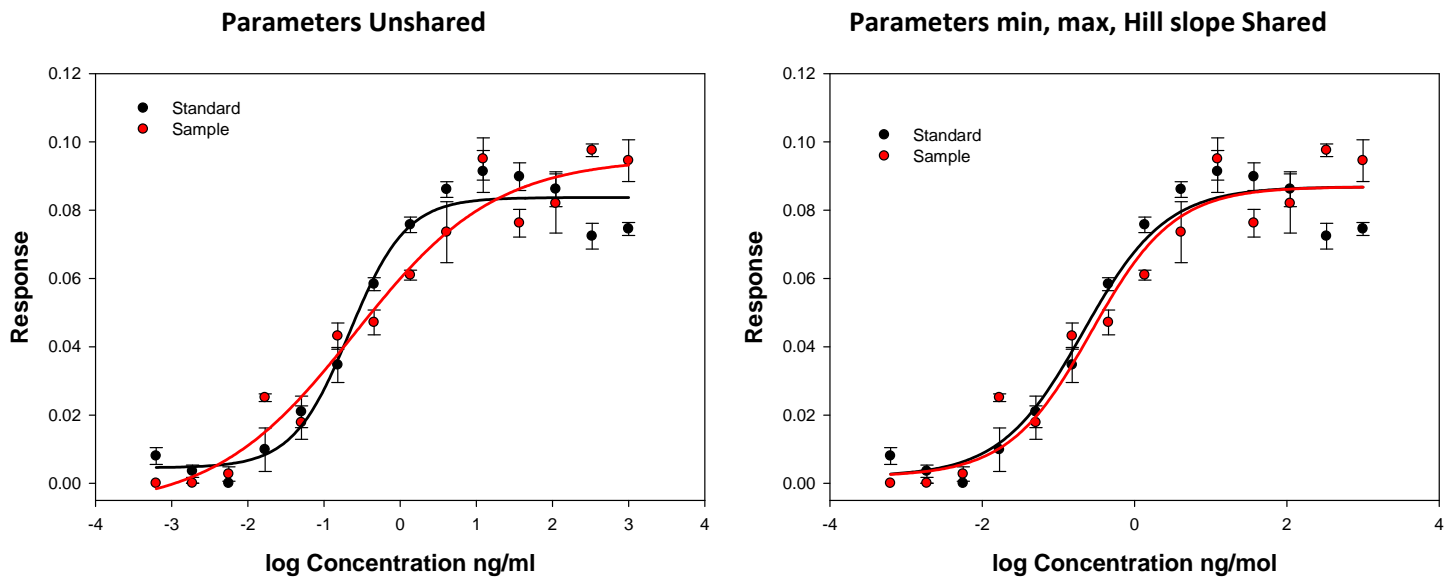 Parameters Unshared
0.12
0.10
0.08
0.06
0.04
0.02
0.00
Response
Standard
Sample
-4
-3
-2
-1
0
1
2
3
4
log Concentration ng/ml
Parameters min, max, Hill slope Shared
0.12
0.10
0.08
0.06
0.04
0.02
0.00
Response
Standard
Sample
-4
-2
0
2
4
log Concentration ng/mol